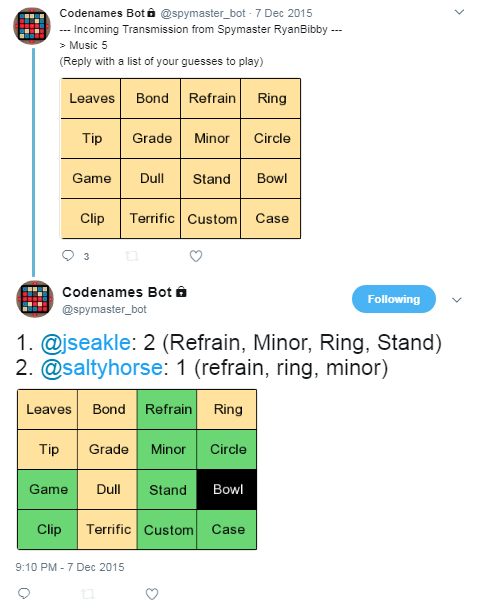 Codenames Bot @spymaster_bot · 7 Dec 2015
--- Incoming Transmission from Spymaster RyanBibby ---
> Music 5
(Reply with a list of your guesses to play)
Leaves Bond Refrain Ring
Tip Grade Minor Circle
Game Dull Stand Bowl
Clip Terrific Custom Case
3
Codenames Bot
@spymaster_bot
Following
1. @jseakle: 2 (Refrain, Minor, Ring, Stand)
2. @saltyhorse: 1 (refrain, ring, minor)
Leaves Bond Refrain Ring
Tip Grade Minor Circle
Game Dull Stand Bowl
Clip Terrific Custom Case
9:10 PM - 7 Dec 2015